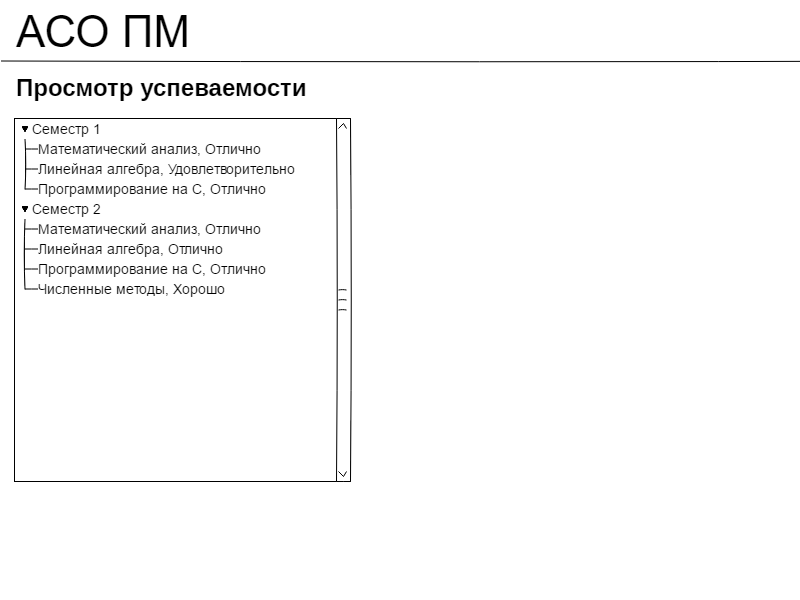 АСО ПМ
Просмотр успеваемости
Семестр 1
Математический анализ, Отлично
Линейная алгебра, Удовлетворительно
Программирование на С, Отлично
Семестр 2
Математический анализ, Отлично
Линейная алгебра, Отлично
Программирование на С, Отлично
Численные методы, Хорошо